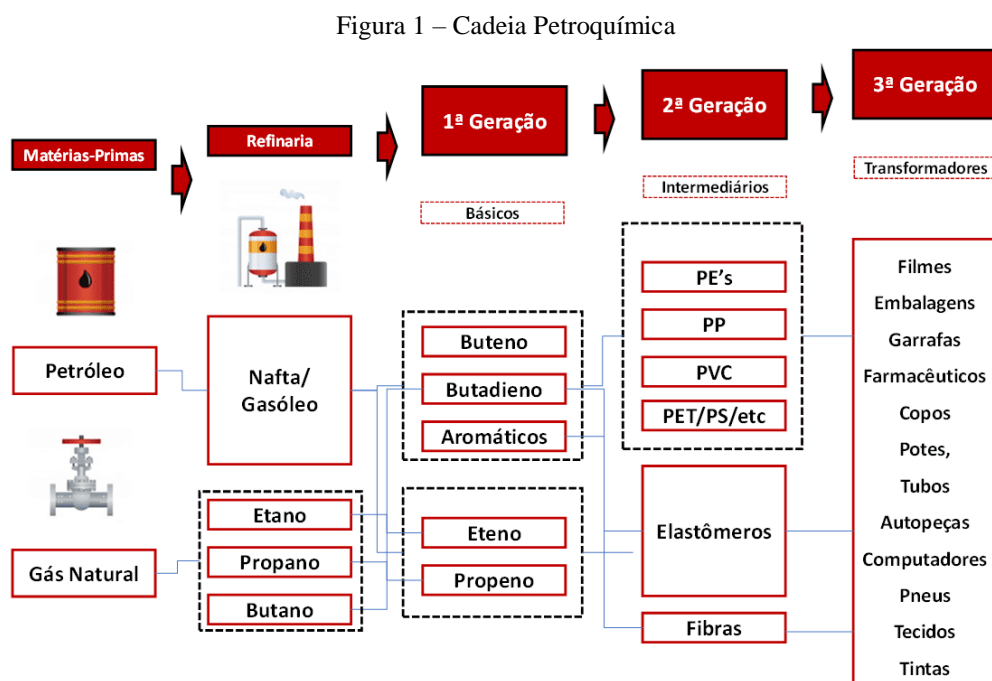 Figura 1 – Cadeia Petroquímica
Matérias-Primas
Refinaria
1ª Geração
2ª Geração
3ª Geração
Básicos
Intermediários
Transformadores
Petróleo
Gás Natural
Nafta/
Gasóleo
Etano
Propano
Butano
Buteno
Butadieno
Aromáticos
Eteno
Propeno
PE's
PP
PVC
PET/PS/etc
Elastômeros
Fibras
Filmes
Embalagens
Garrafas
Farmacêuticos
Copos
Potes,
Tubos
Autopeças
Computadores
Pneus
Tecidos
Tintas